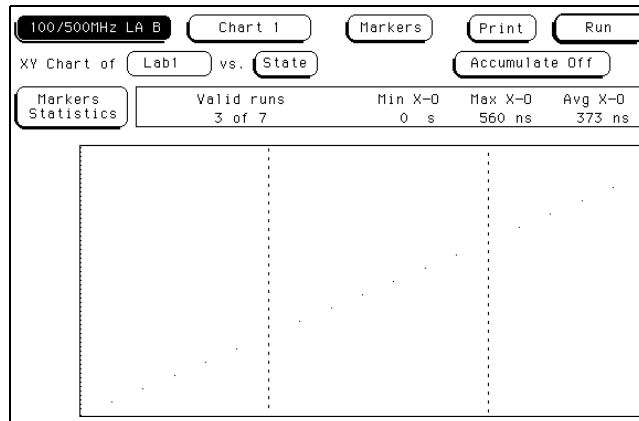 100/500MHz LA B Chart 1 Markers Print Run
XY Chart of Lab1 vs. State Accumulate Off
Markers Statistics
Valid runs Min X-O Max X-O Avg X-O
3 of 7 0 s 560 ns 373 ns